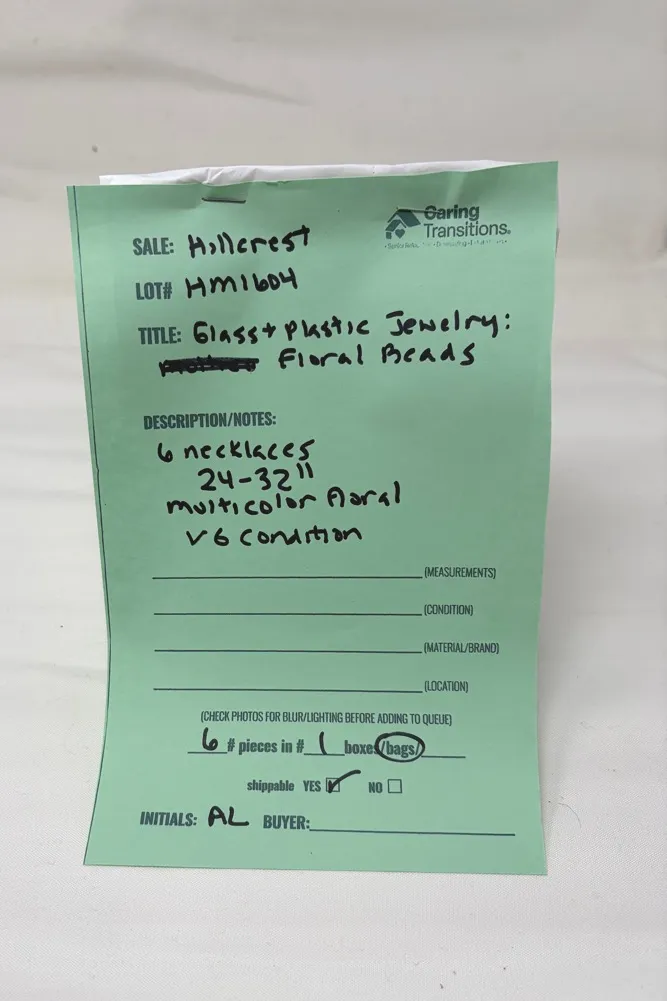 Caring
Transitions.
SALE: Hillcrest
LOT# HM1604
TITLE: Glass + Plastic Jewelry:
Floral Beads
DESCRIPTION/NOTES:
6 necklaces
24-32"
multicolor floral
VG condition
(MEASUREMENTS)
(CONDITION)
(MATERIAL/BRAND)
(LOCATION)
(CHECK PHOTOS FOR BLUR/LIGHTING BEFORE ADDING TO QUEUE)
6 # pieces in # 1 boxes/bags/
shippable YES ☑ NO ☐
INITIALS: AL BUYER: